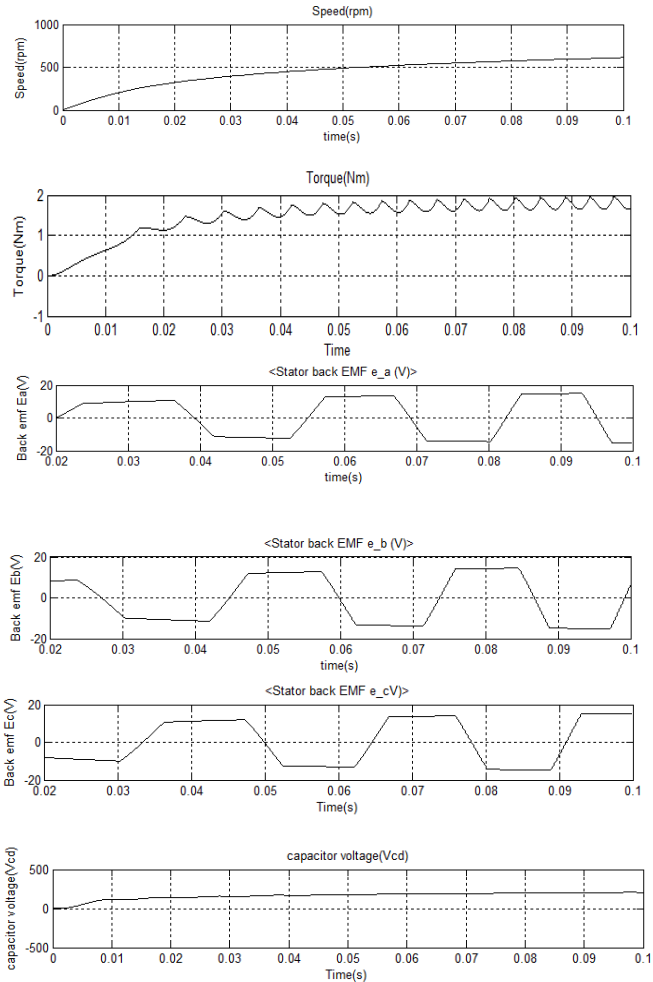 Speed(rpm)
Speed(rpm)
1000
500
0
0 0.01 0.02 0.03 0.04 0.05 0.06 0.07 0.08 0.09 0.1
time(s)
Torque(Nm)
Torque(Nm)
2
1
0
-1
0 0.01 0.02 0.03 0.04 0.05 0.06 0.07 0.08 0.09 0.1
Time
<Stator back EMF e_a (V)>
Back emf Ea(V)
20
0
-20
0.02 0.03 0.04 0.05 0.06 0.07 0.08 0.09 0.1
time(s)
<Stator back EMF e_b (V)>
Back emf Eb(V)
20
0
-20
0.02 0.03 0.04 0.05 0.06 0.07 0.08 0.09 0.1
time(s)
<Stator back EMF e_cV)>
Back emf Ec(V)
20
0
-20
0.02 0.03 0.04 0.05 0.06 0.07 0.08 0.09 0.1
Time(s)
capacitor voltage(Vcd)
capacitor voltage(Vcd)
500
0
-500
0 0.01 0.02 0.03 0.04 0.05 0.06 0.07 0.08 0.09 0.1
Time(s)